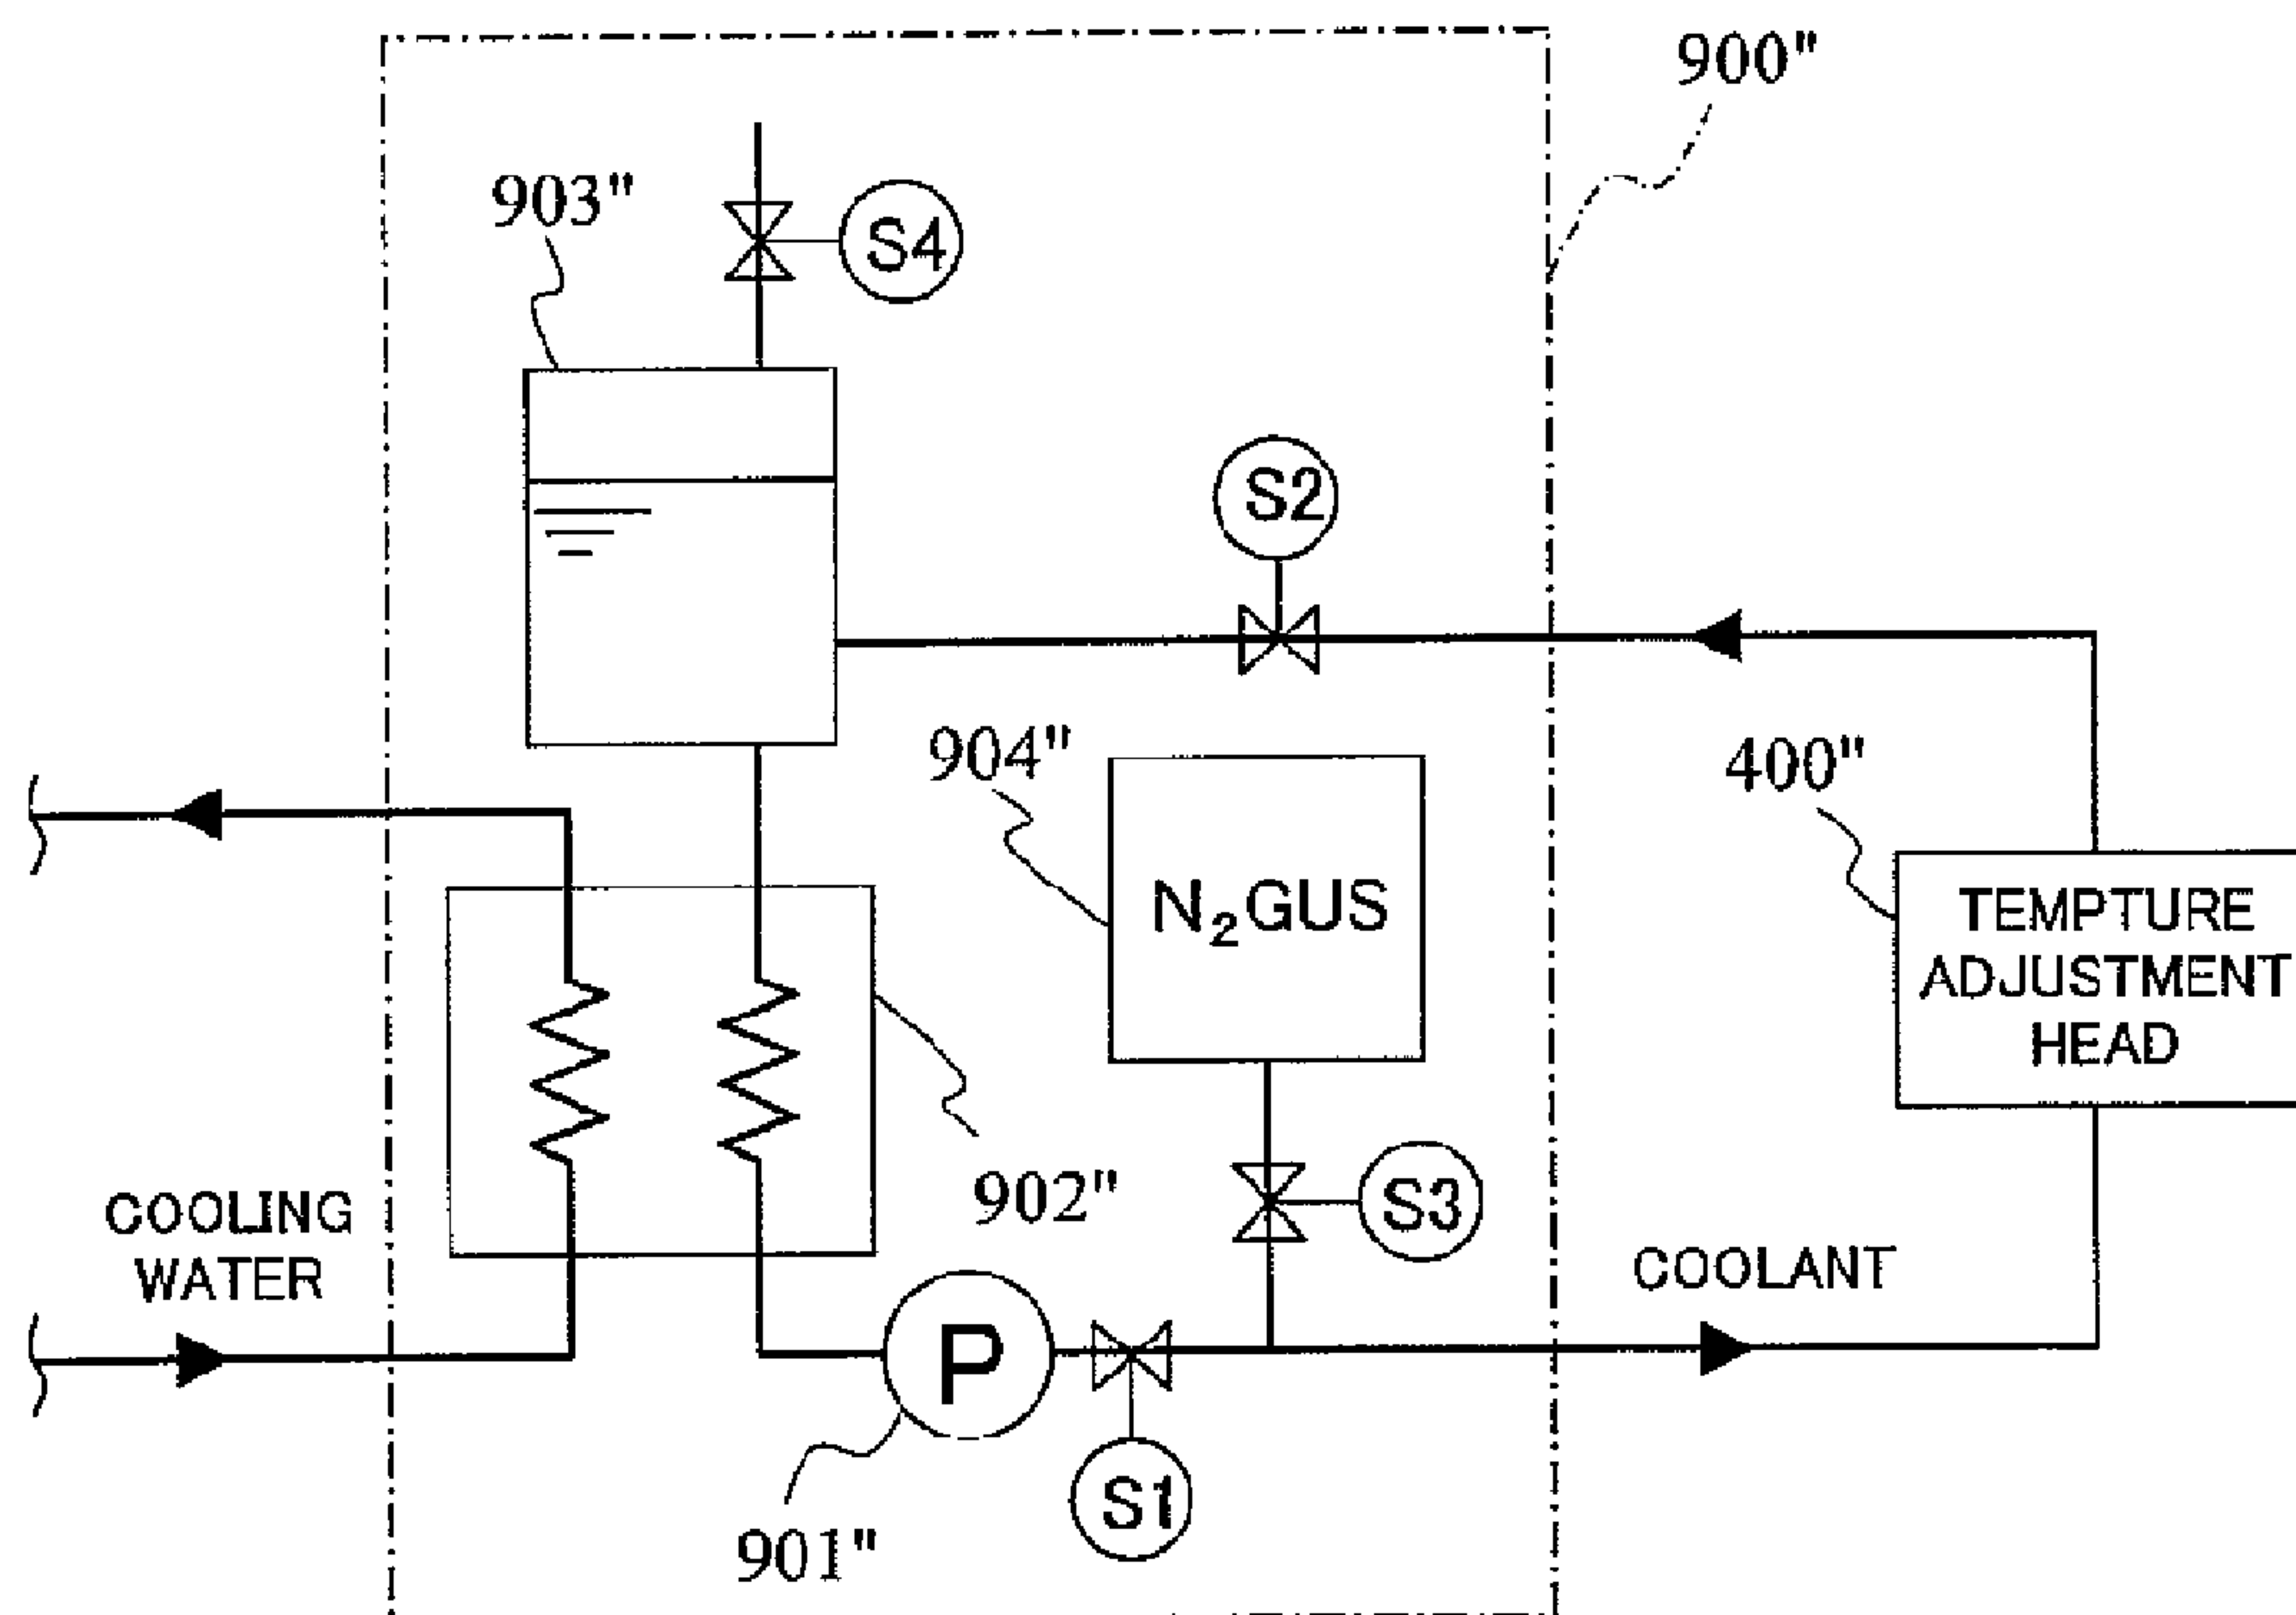 900"
903"
S4
S2
904"
400"
N₂GUS
TEMPTURE
ADJUSTMENT
HEAD
902"
S3
COOLING
WATER
COOLANT
P
S1
901"